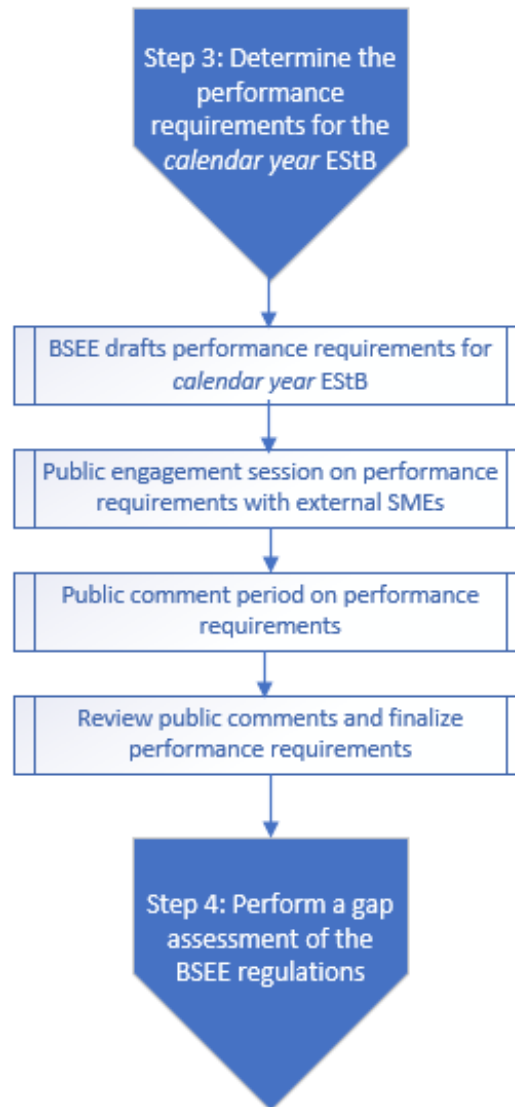 Step 3: Determine the
performance
requirements for the
calendar year EStB
BSEE drafts performance requirements for
calendar year EStB
Public engagement session on performance
requirements with external SMEs
Public comment period on performance
requirements
Review public comments and finalize
performance requirements
Step 4: Perform a gap
assessment of the
BSEE regulations